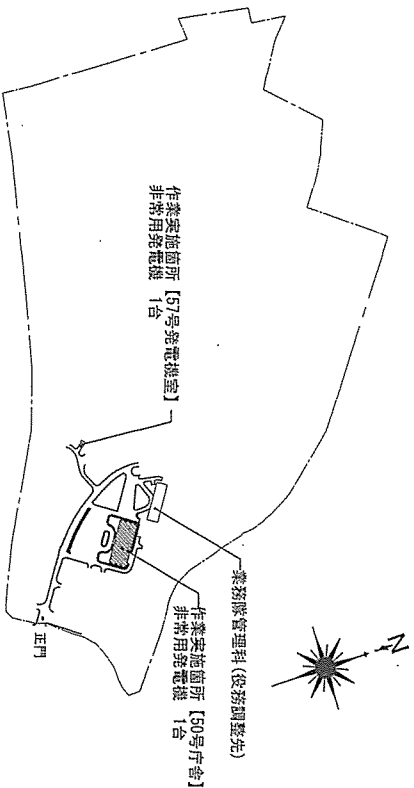 作業実施箇所【57号発電機室】
非常用発電機 1台
業務隊管理科(役務調整先)
作業実施箇所【50号庁舎】
非常用発電機 1台
正門
N